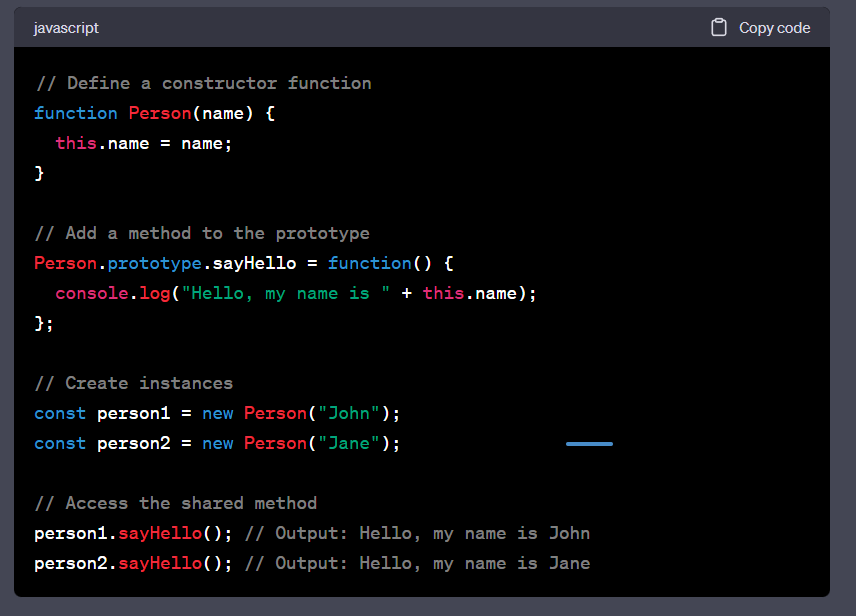 javascript
Copy code
// Define a constructor function
function Person(name) {
  this.name = name;
}
// Add a method to the prototype
Person.prototype.sayHello = function() {
  console.log("Hello, my name is " + this.name);
};
// Create instances
const person1 = new Person("John");
const person2 = new Person("Jane");
// Access the shared method
person1.sayHello(); // Output: Hello, my name is John
person2.sayHello(); // Output: Hello, my name is Jane